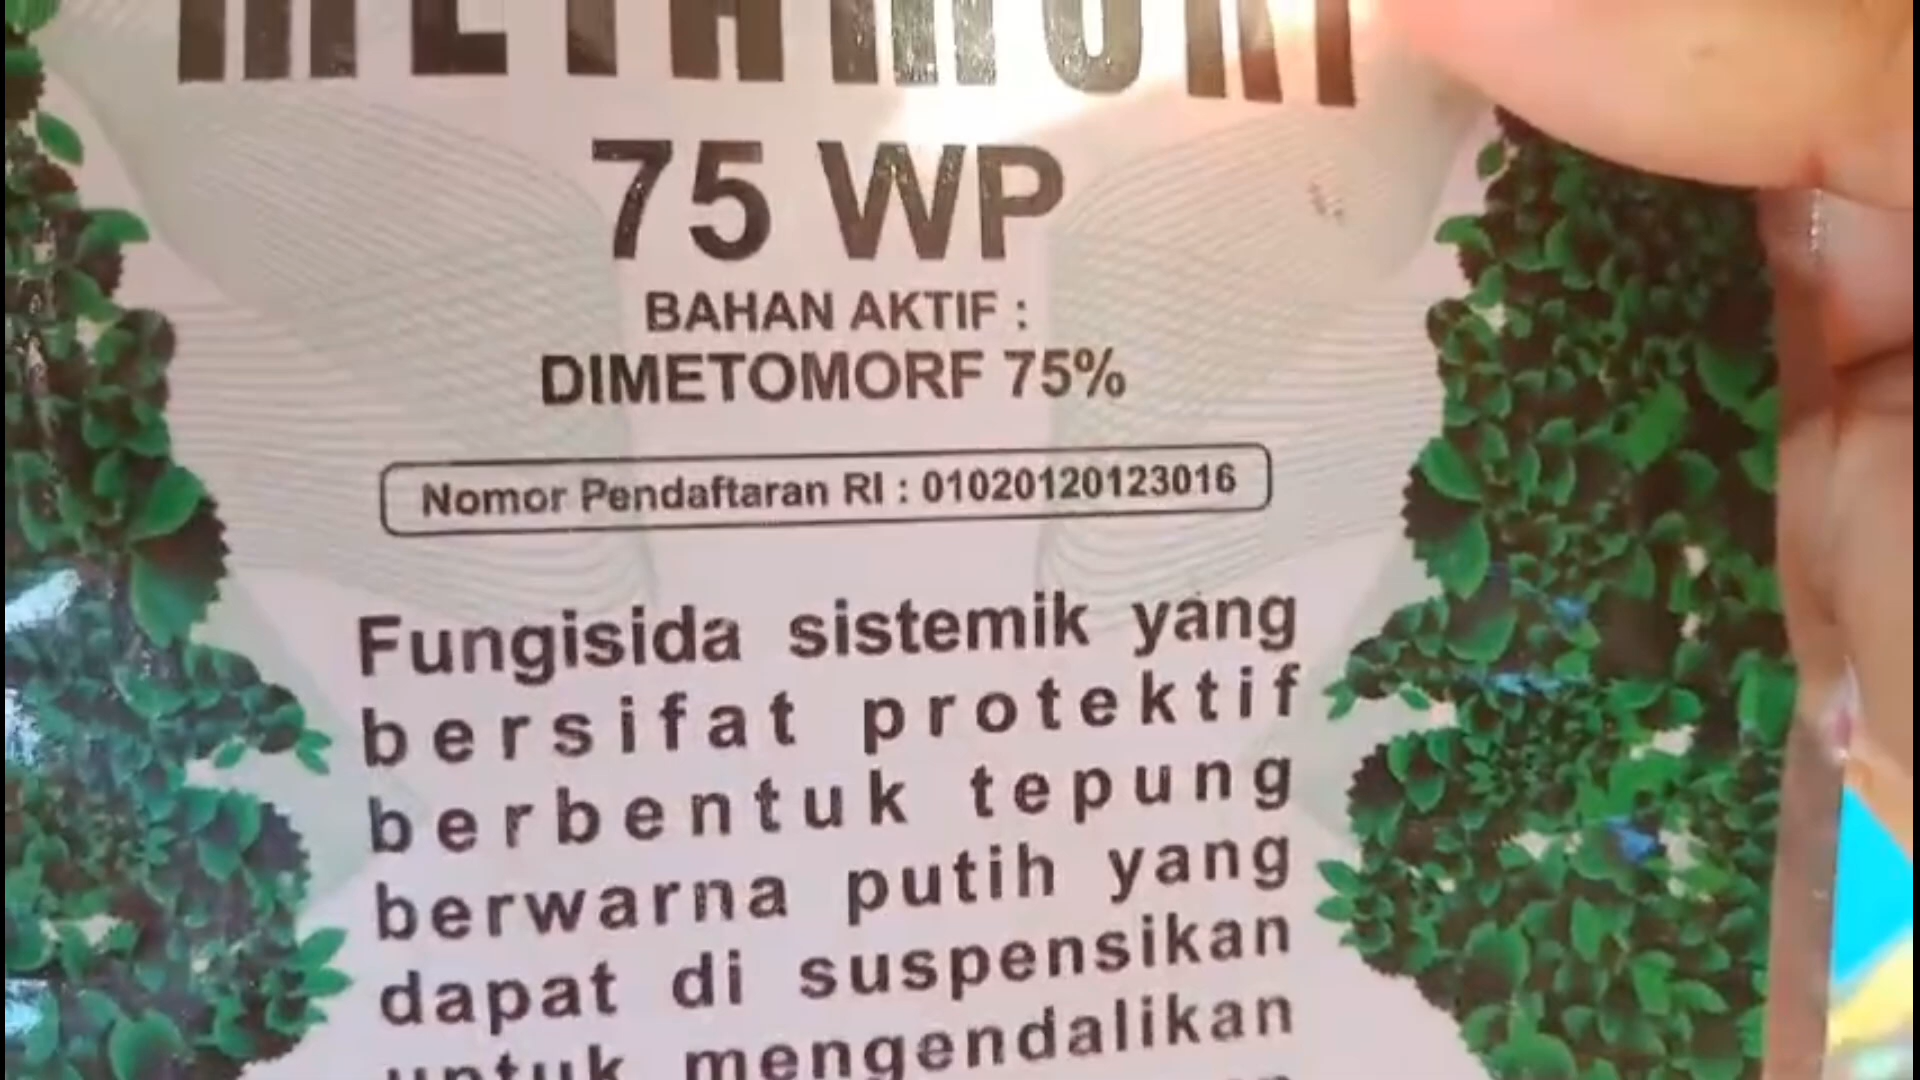 75 WP
BAHAN AKTIF :
DIMETOMORF 75%
Nomor Pendaftaran RI : 01020120123016
Fungisida sistemik yang
bersifat protektif
berbentuk tepung
berwarna putih yang
dapat di suspensikan
untuk mengendalikan